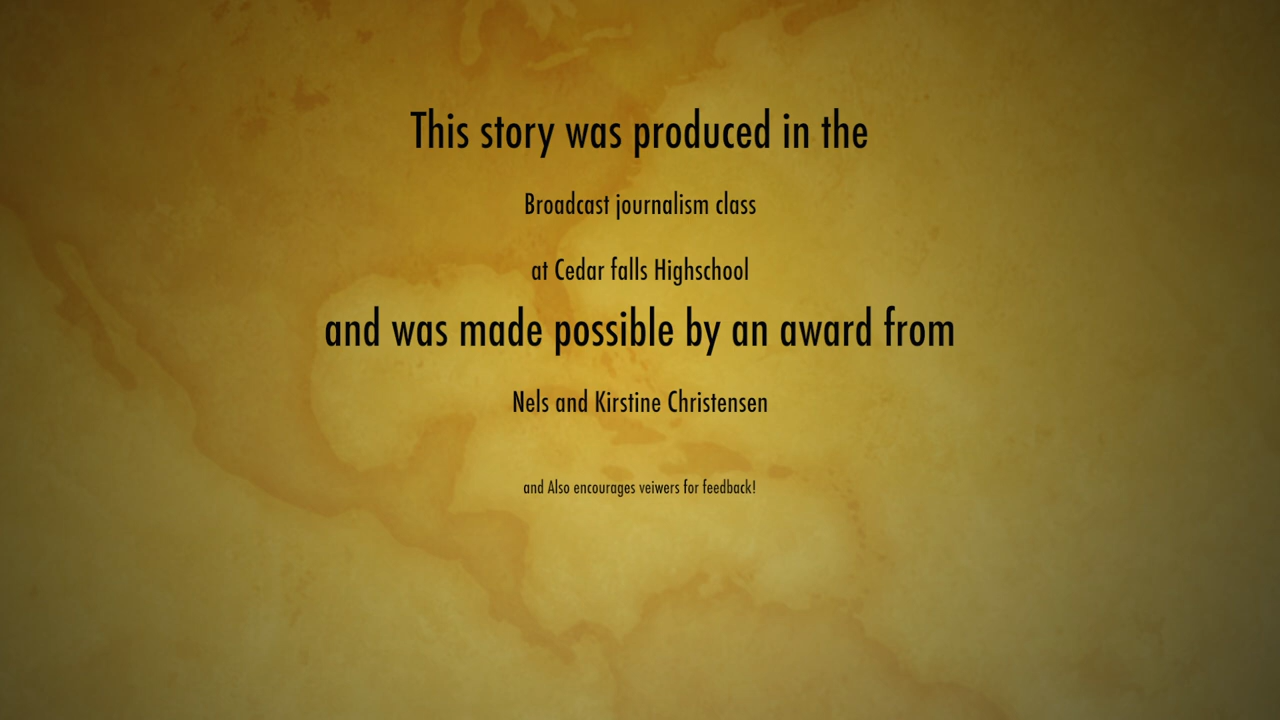 This story was produced in the
Broadcast journalism class
at Cedar falls Highschool
and was made possible by an award from
Nels and Kirstine Christensen
and Also encourages veiwers for feedback!